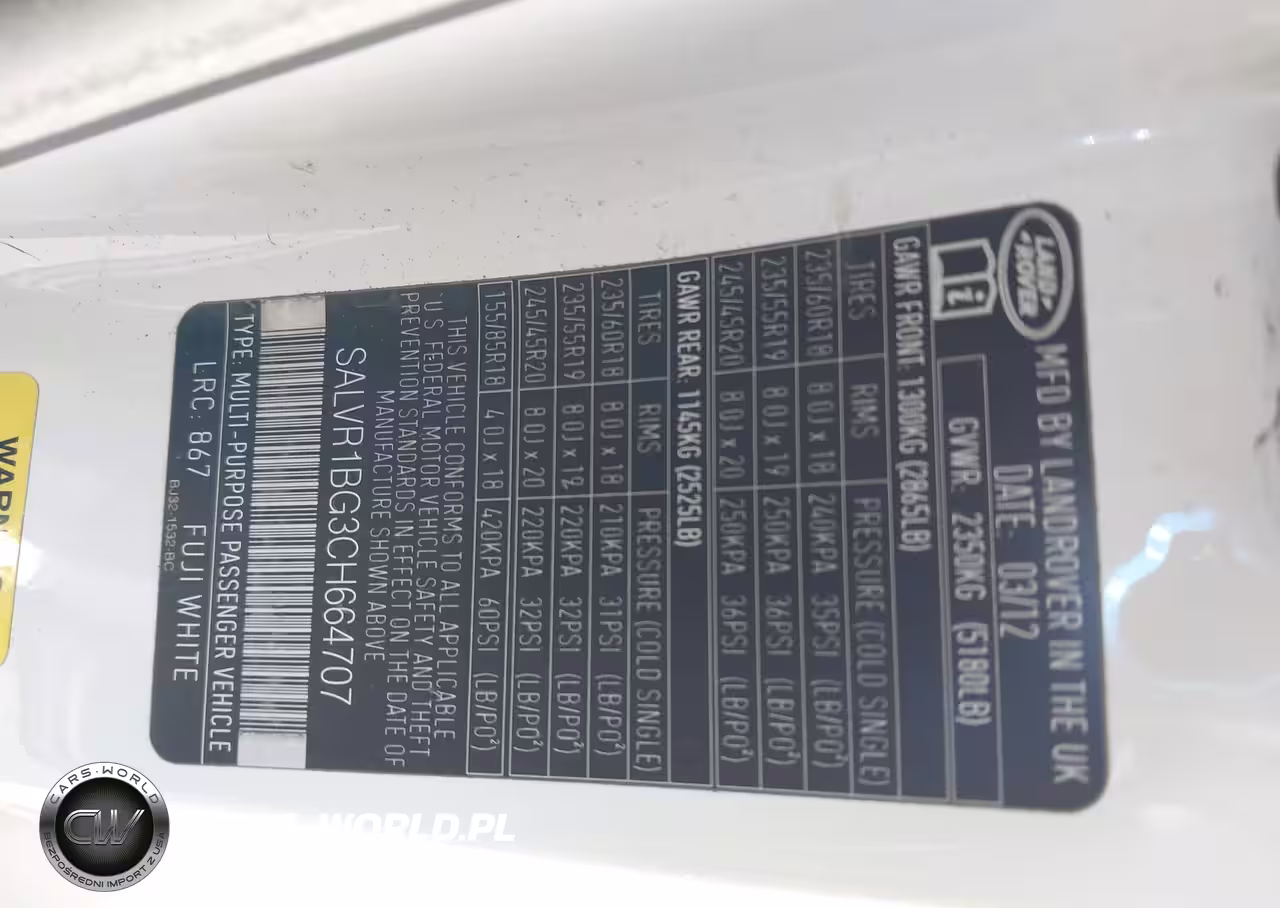 LAND ROVER
MFD BY LANDROVER IN THE UK
DATE: 03/12
GVWR: 2350KG (5180LB)
i
GAWR FRONT: 1300KG (2865LB)
TIRES RIMS PRESSURE (COLD SINGLE)
235/60R18 8 0J x 18 240KPA 35PSI (LB/PO²)
235/55R19 8 0J x 19 250KPA 36PSI (LB/PO²)
245/45R20 8 0J x 20 250KPA 36PSI (LB/PO²)
GAWR REAR: 1145KG (2525LB)
TIRES RIMS PRESSURE (COLD SINGLE)
235/60R18 8 0J x 18 210KPA 31PSI (LB/PO²)
235/55R19 8 0J x 19 220KPA 32PSI (LB/PO²)
245/45R20 8 0J x 20 220KPA 32PSI (LB/PO²)
155/85R18 4 0J x 18 420KPA 60PSI (LB/PO²)
THIS VEHICLE CONFORMS TO ALL APPLICABLE
U S FEDERAL MOTOR VEHICLE SAFETY AND THEFT
PREVENTION STANDARDS IN EFFECT ON THE DATE OF
MANUFACTURE SHOWN ABOVE
SALVR1BG3CH664707
TYPE: MULTI-PURPOSE PASSENGER VEHICLE
LRC: 867 FUJI WHITE
BJ32-1532-BC
CARS-WORLD
CW
BEZPOŚREDNI IMPORT Z USA
WORLD.PL